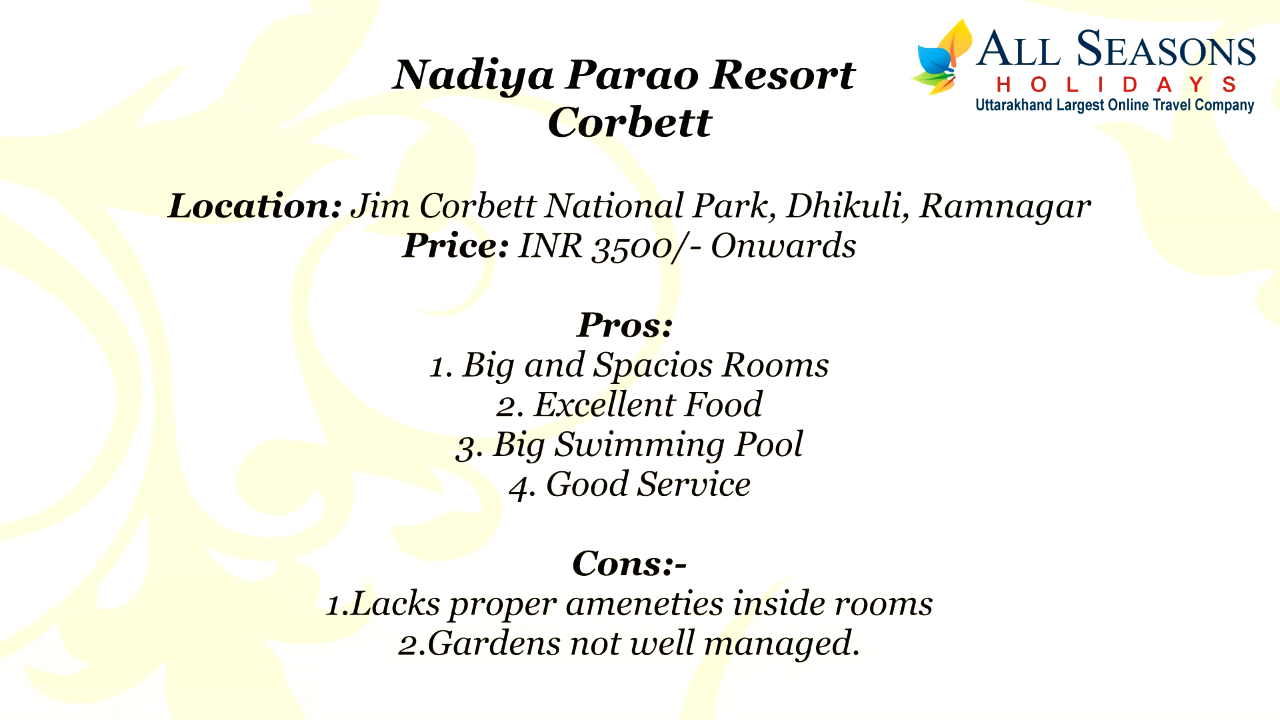 Nadiya Parao Resort
Corbett
ALL SEASONS
HOLIDAYS
Uttarakhand Largest Online Travel Company
Location: Jim Corbett National Park, Dhikuli, Ramnagar
Price: INR 3500/- Onwards
Pros:
1. Big and Spacios Rooms
2. Excellent Food
3. Big Swimming Pool
4. Good Service
Cons:-
1.Lacks proper ameneties inside rooms
2.Gardens not well managed.